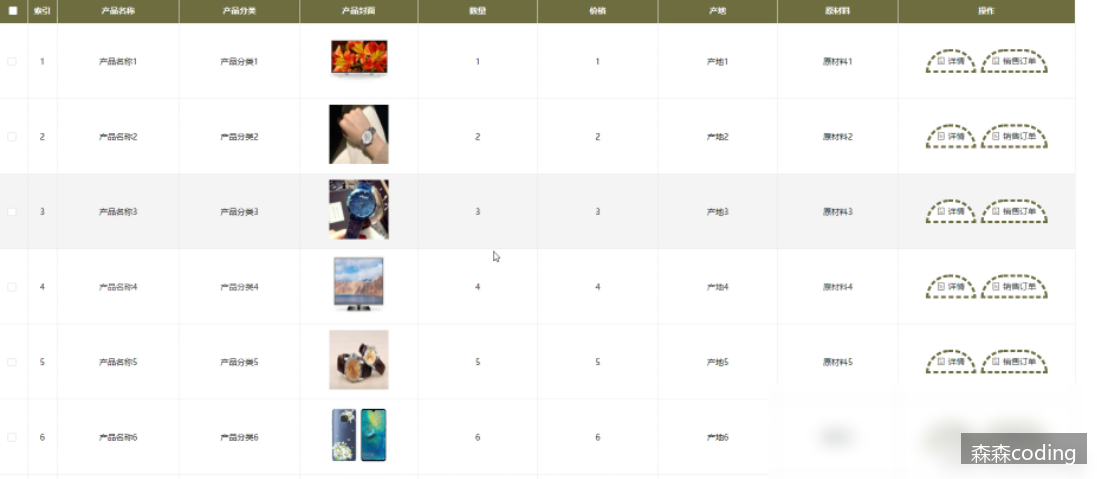 索引 产品名称 产品分类 产品封面 数量 价格 产地 原材料 操作
1 产品名称1 产品分类1 1 1 产地1 原材料1 详情 销售订单
2 产品名称2 产品分类2 2 2 产地2 原材料2 详情 销售订单
3 产品名称3 产品分类3 3 3 产地3 原材料3 详情 销售订单
4 产品名称4 产品分类4 4 4 产地4 原材料4 详情 销售订单
5 产品名称5 产品分类5 5 5 产地5 原材料5 详情 销售订单
6 产品名称6 产品分类6 6 6 产地6
森森coding